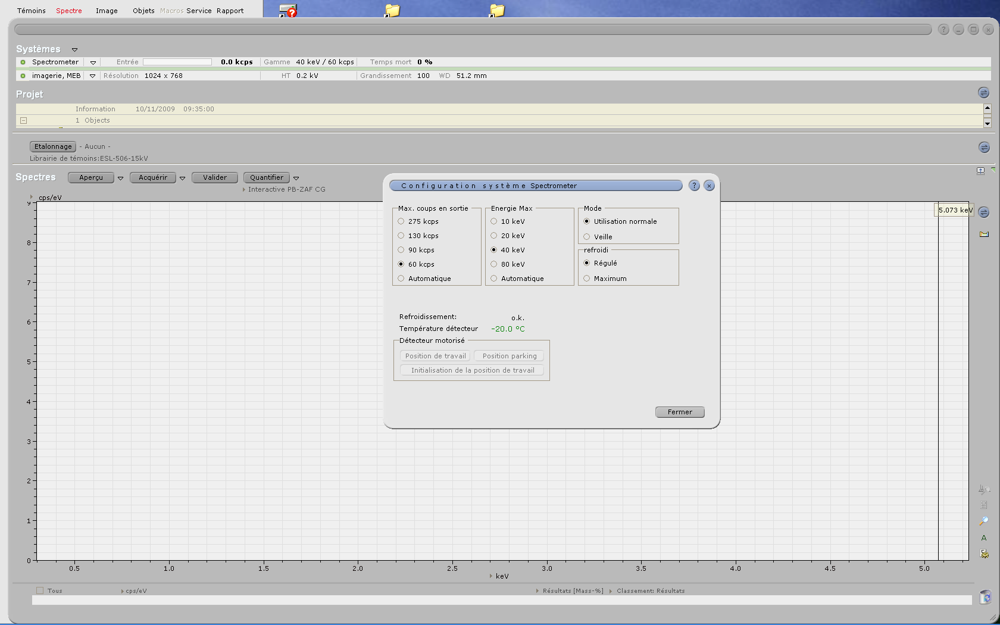 Témoins Spectre Image Objets Macros Service Rapport
Systèmes
Spectrometer Entrée 0.0 kcps Gamme 40 keV / 60 kcps Temps mort 0 %
imagerie, MEB Résolution 1024 x 768 HT 0.2 kV Grandissement 100 WD 51.2 mm
Projet
Information 10/11/2009 09:35:00
1 Objects
Etalonnage - Aucun -
Librairie de témoins:ESL-506-15kV
Spectres Aperçu Acquérir Valider Quantifier
Interactive PB-ZAF CG
cps/eV
Configuration système Spectrometer
?
×
Max. coups en sortie
275 kcps
130 kcps
90 kcps
60 kcps
Automatique
Energie Max
10 keV
20 keV
40 keV
80 keV
Automatique
Mode
Utilisation normale
Veille
refroidi
Régulé
Maximum
Refroidissement: o.k.
Température détecteur -20.0 °C
Détecteur motorisé
Position de travail Position parking
Initialisation de la position de travail
Fermer
5.073 keV
9
8
7
6
5
4
3
2
1
0
0.5 1.0 1.5 2.0 2.5 3.0 3.5 4.0 4.5 5.0
keV
A
Tous cps/eV Résultats [Mass-%] Classement: Résultats